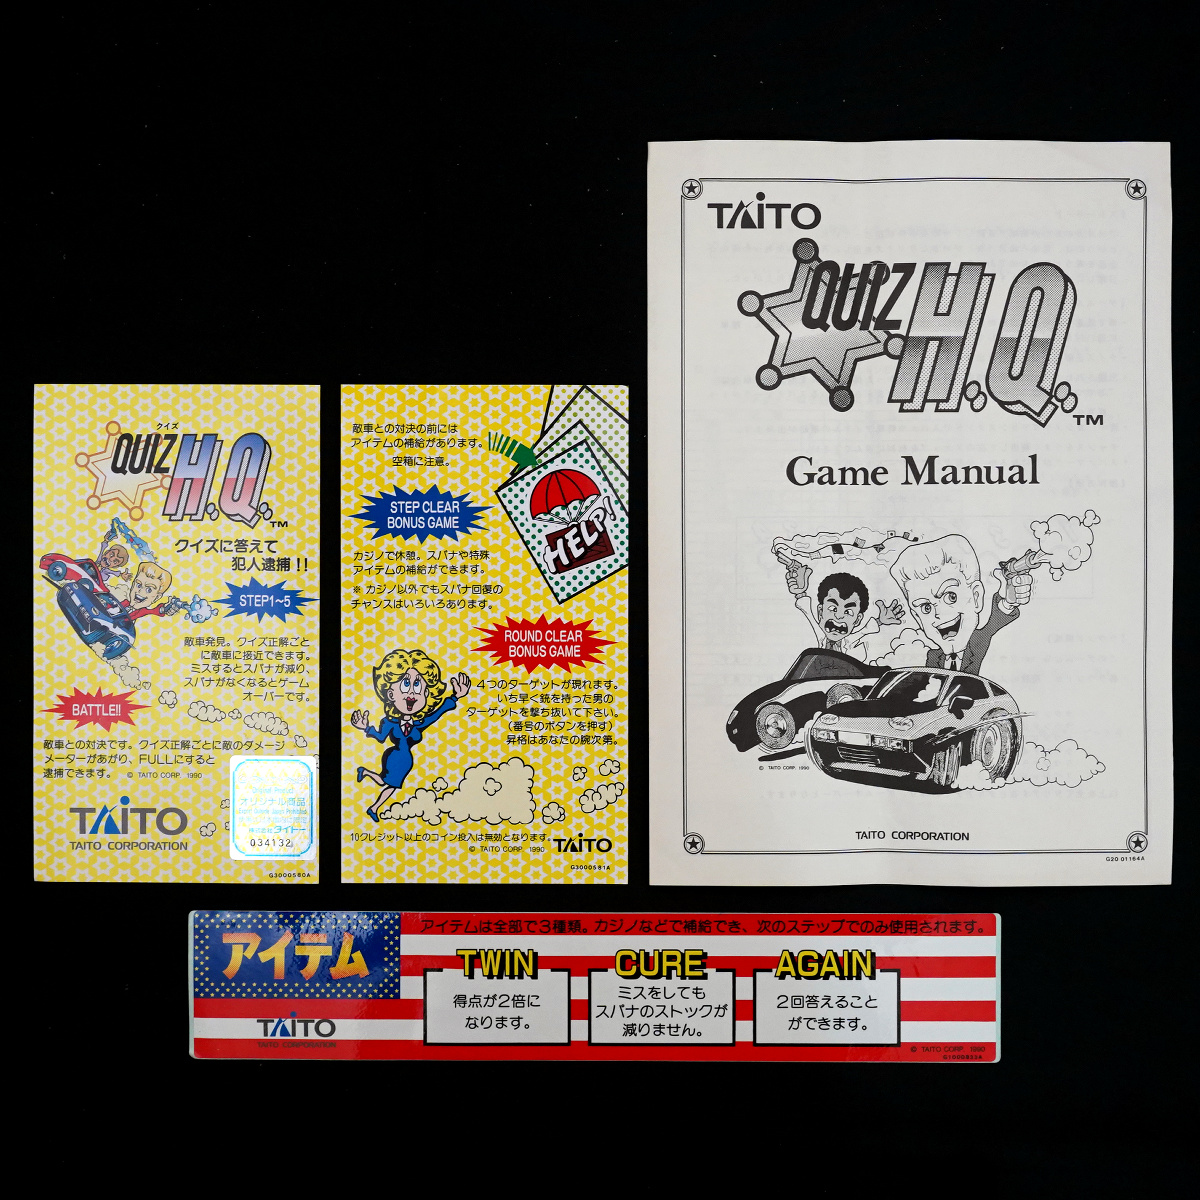 クイズ
QUIZ H.Q. TM
クイズに答えて
犯人逮捕!!
STEP1~5
敵車発見。クイズ正解ごと
に敵車に接近できます。
ミスするとスパナが減り、
スパナがなくなるとゲーム
オーバーです。
BATTLE!!
敵車との対決です。クイズ正解ごとに敵のダメージ
メーターがあがり、FULLにすると
逮捕できます。
© TAITO CORP. 1990
TAITO
TAITO CORPORATION
Original Product
オリジナル商品
株式会社タイトー
034132
G3000580A
敵車との対決の前には
アイテムの補給があります。
空箱に注意。
HELP!
STEP CLEAR
BONUS GAME
カジノで休憩。スパナや特殊
アイテムの補給ができます。
※ カジノ以外でもスパナ回復の
チャンスはいろいろあります。
ROUND CLEAR
BONUS GAME
4つのターゲットが現れます。
いち早く銃を持った男の
ターゲットを撃ち抜いて下さい。
(番号のボタンを押す)
昇格はあなたの腕次第。
10クレジット以上のコイン投入は無効となります。
© TAITO CORP. 1990
TAITO
G3000581A
TAITO
QUIZ H.Q. TM
Game Manual
© TAITO CORP. 1990
TAITO CORPORATION
G20 01164A
アイテム
TAITO
TAITO CORPORATION
アイテムは全部で3種類。カジノなどで補給でき、次のステップでのみ使用されます。
TWIN
得点が2倍に
なります。
CURE
ミスをしても
スパナのストックが
減りません。
AGAIN
2回答えること
ができます。
© TAITO CORP. 1990